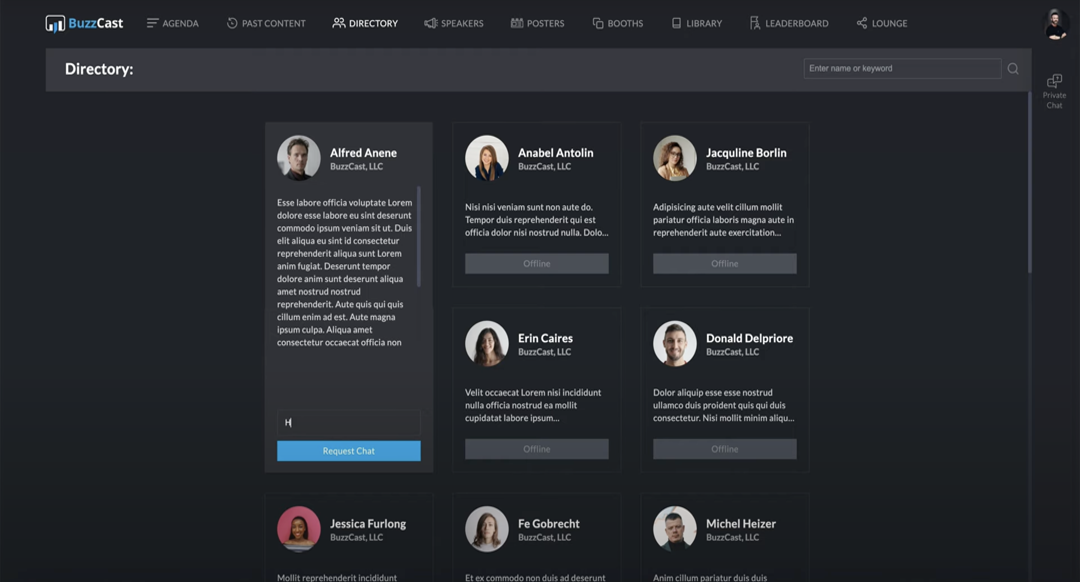 BuzzCast
AGENDA
PAST CONTENT
DIRECTORY
SPEAKERS
POSTERS
BOOTHS
LIBRARY
LEADERBOARD
LOUNGE
Directory:
Enter name or keyword
Private
Chat
Alfred Anene
BuzzCast, LLC
Esse labore officia voluptate Lorem
dolore esse labore eu sint deserunt
commodo ipsum veniam sit ut. Duis
elit aliqua eu sint id consectetur
reprehenderit aliqua sunt Lorem
anim fugiat. Deserunt tempor
dolore anim sunt deserunt aliqua
amet nostrud nostrud
reprehenderit. Aute quis qui quis
cillum enim ad est. Aute magna
ipsum culpa. Aliqua amet
consectetur occaecat officia non
H
Request Chat
Anabel Antolin
BuzzCast, LLC
Nisi nisi veniam sunt non aute do.
Tempor duis reprehenderit qui est
officia dolor nisi nostrud nulla. Dolo...
Offline
Jacquline Borlin
BuzzCast, LLC
Adipisicing aute velit cillum mollit
pariatur officia laboris magna aute in
reprehenderit aute exercitation...
Offline
Erin Caires
BuzzCast, LLC
Velit occaecat Lorem nisi incididunt
nulla officia nostrud ea mollit
cupidatat labore ipsum...
Offline
Donald Delpriore
BuzzCast, LLC
Dolor aliquip esse esse nostrud
ullamco duis proident quis qui duis
consectetur. Nisi mollit minim aliqu...
Offline
Jessica Furlong
BuzzCast, LLC
Mollit reprehenderit incididunt
Fe Gobrecht
BuzzCast, LLC
Et ex commodo non duis ad deserunt
Michel Heizer
BuzzCast, LLC
Anim cillum pariatur duis duis